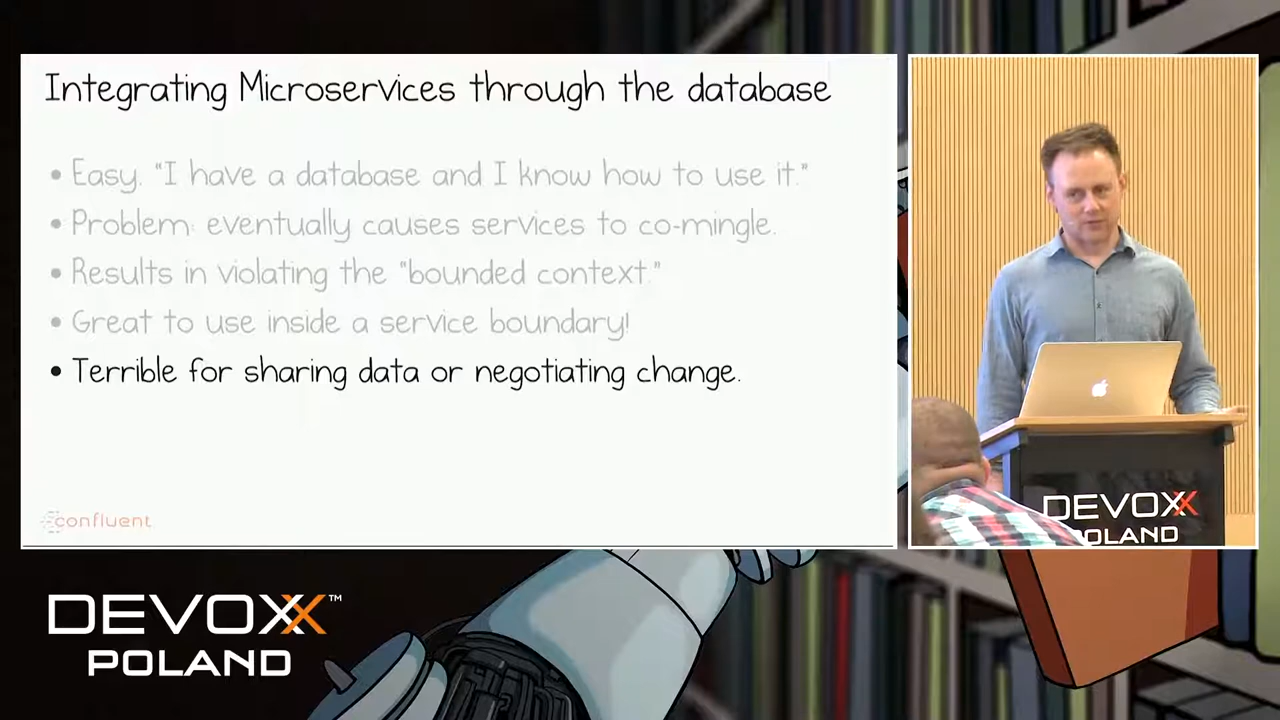 Integrating Microservices through the database
• Easy. "I have a database and I know how to use it."
• Problem: eventually causes services to co-mingle.
• Results in violating the "bounded context."
• Great to use inside a service boundary!
• Terrible for sharing data or negotiating change.
confluent
DEVOXX
POLAND
DEVOXX™
POLAND